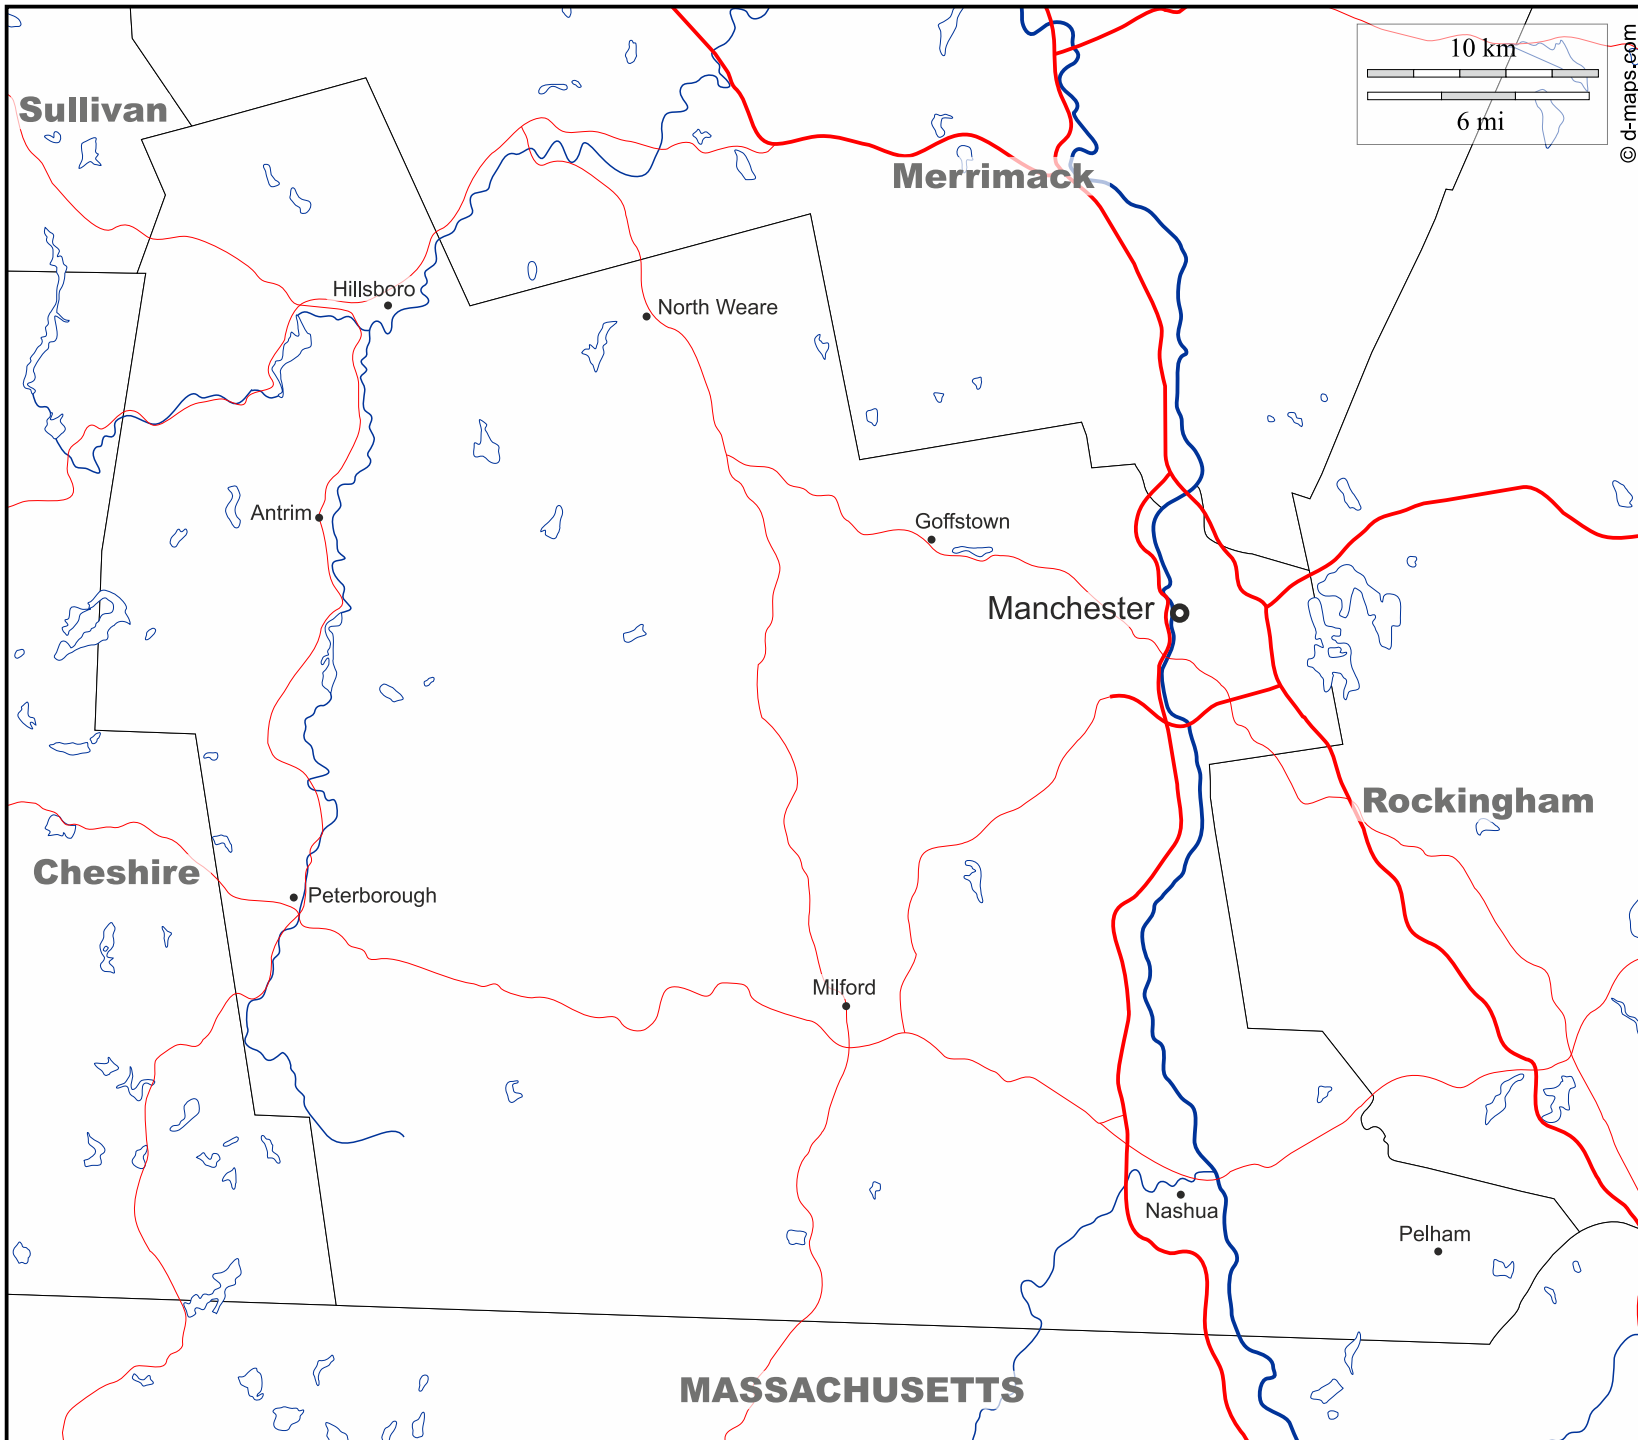 10 km
6 mi
© d-maps.com
Sullivan
Merrimack
Hillsboro
North Weare
Antrim
Goffstown
Manchester
Rockingham
Cheshire
Peterborough
Milford
Nashua
Pelham
MASSACHUSETTS